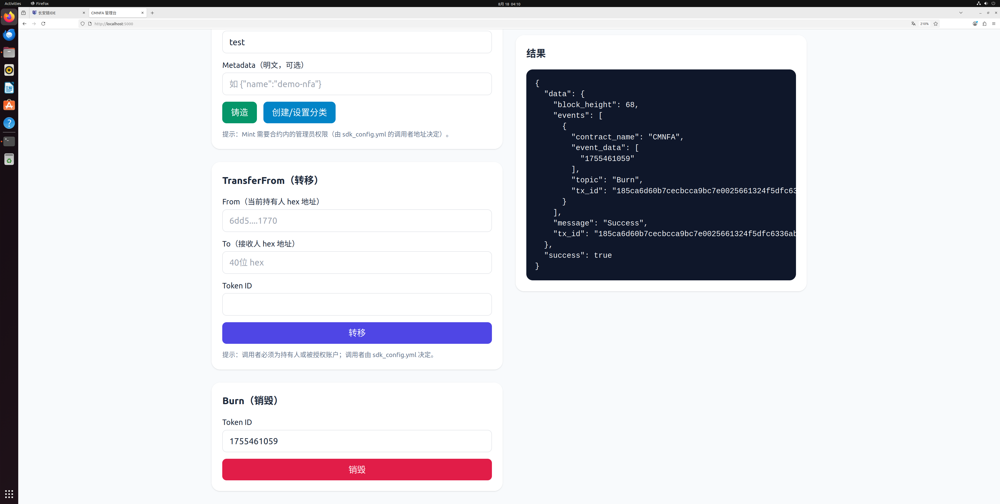 Activities
Firefox
8月 18 04:10
长安链IDE
CMNFA 管理台
http://localhost:5000
210%
test
Metadata（明文，可选）
如 {"name":"demo-nfa"}
铸造
创建/设置分类
提示：Mint 需要合约内的管理员权限（由 sdk_config.yml 的调用者地址决定）。
TransferFrom（转移）
From（当前持有人 hex 地址）
6dd5....1770
To（接收人 hex 地址）
40位 hex
Token ID
转移
提示：调用者必须为持有人或被授权账户；调用者由 sdk_config.yml 决定。
Burn（销毁）
Token ID
1755461059
销毁
结果
{
"data": {
"block_height": 68,
"events": [
{
"contract_name": "CMNFA",
"event_data": [
"1755461059"
],
"topic": "Burn",
"tx_id": "185ca6d60b7cecbcca9bc7e0025661324f5dfc63
}
],
"message": "Success",
"tx_id": "185ca6d60b7cecbcca9bc7e0025661324f5dfc6336ab
},
"success": true
}